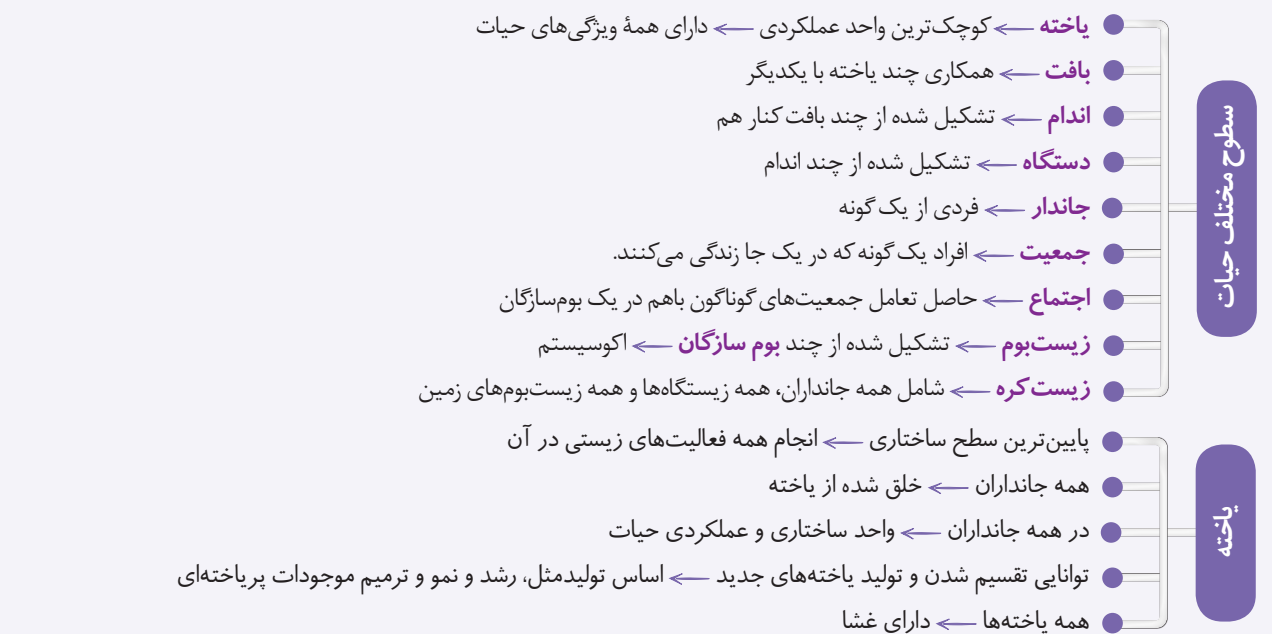 سطوح مختلف حیات
یاخته ← کوچک‌ترین واحد عملکردی ← دارای همهٔ ویژگی‌های حیات
بافت ← همکاری چند یاخته با یکدیگر
اندام ← تشکیل شده از چند بافت کنار هم
دستگاه ← تشکیل شده از چند اندام
جاندار ← فردی از یک گونه
جمعیت ← افراد یک گونه که در یک جا زندگی می‌کنند.
اجتماع ← حاصل تعامل جمعیت‌های گوناگون باهم در یک بوم‌سازگان
زیست‌بوم ← تشکیل شده از چند بوم سازگان ← اکوسیستم
زیست‌کره ← شامل همه جانداران، همه زیستگاه‌ها و همه زیست‌بوم‌های زمین
یاخته
پایین‌ترین سطح ساختاری ← انجام همه فعالیت‌های زیستی در آن
همه جانداران ← خلق شده از یاخته
در همه جانداران ← واحد ساختاری و عملکردی حیات
توانایی تقسیم شدن و تولید یاخته‌های جدید ← اساس تولیدمثل، رشد و نمو و ترمیم موجودات پریاخته‌ای
همه یاخته‌ها ← دارای غشا